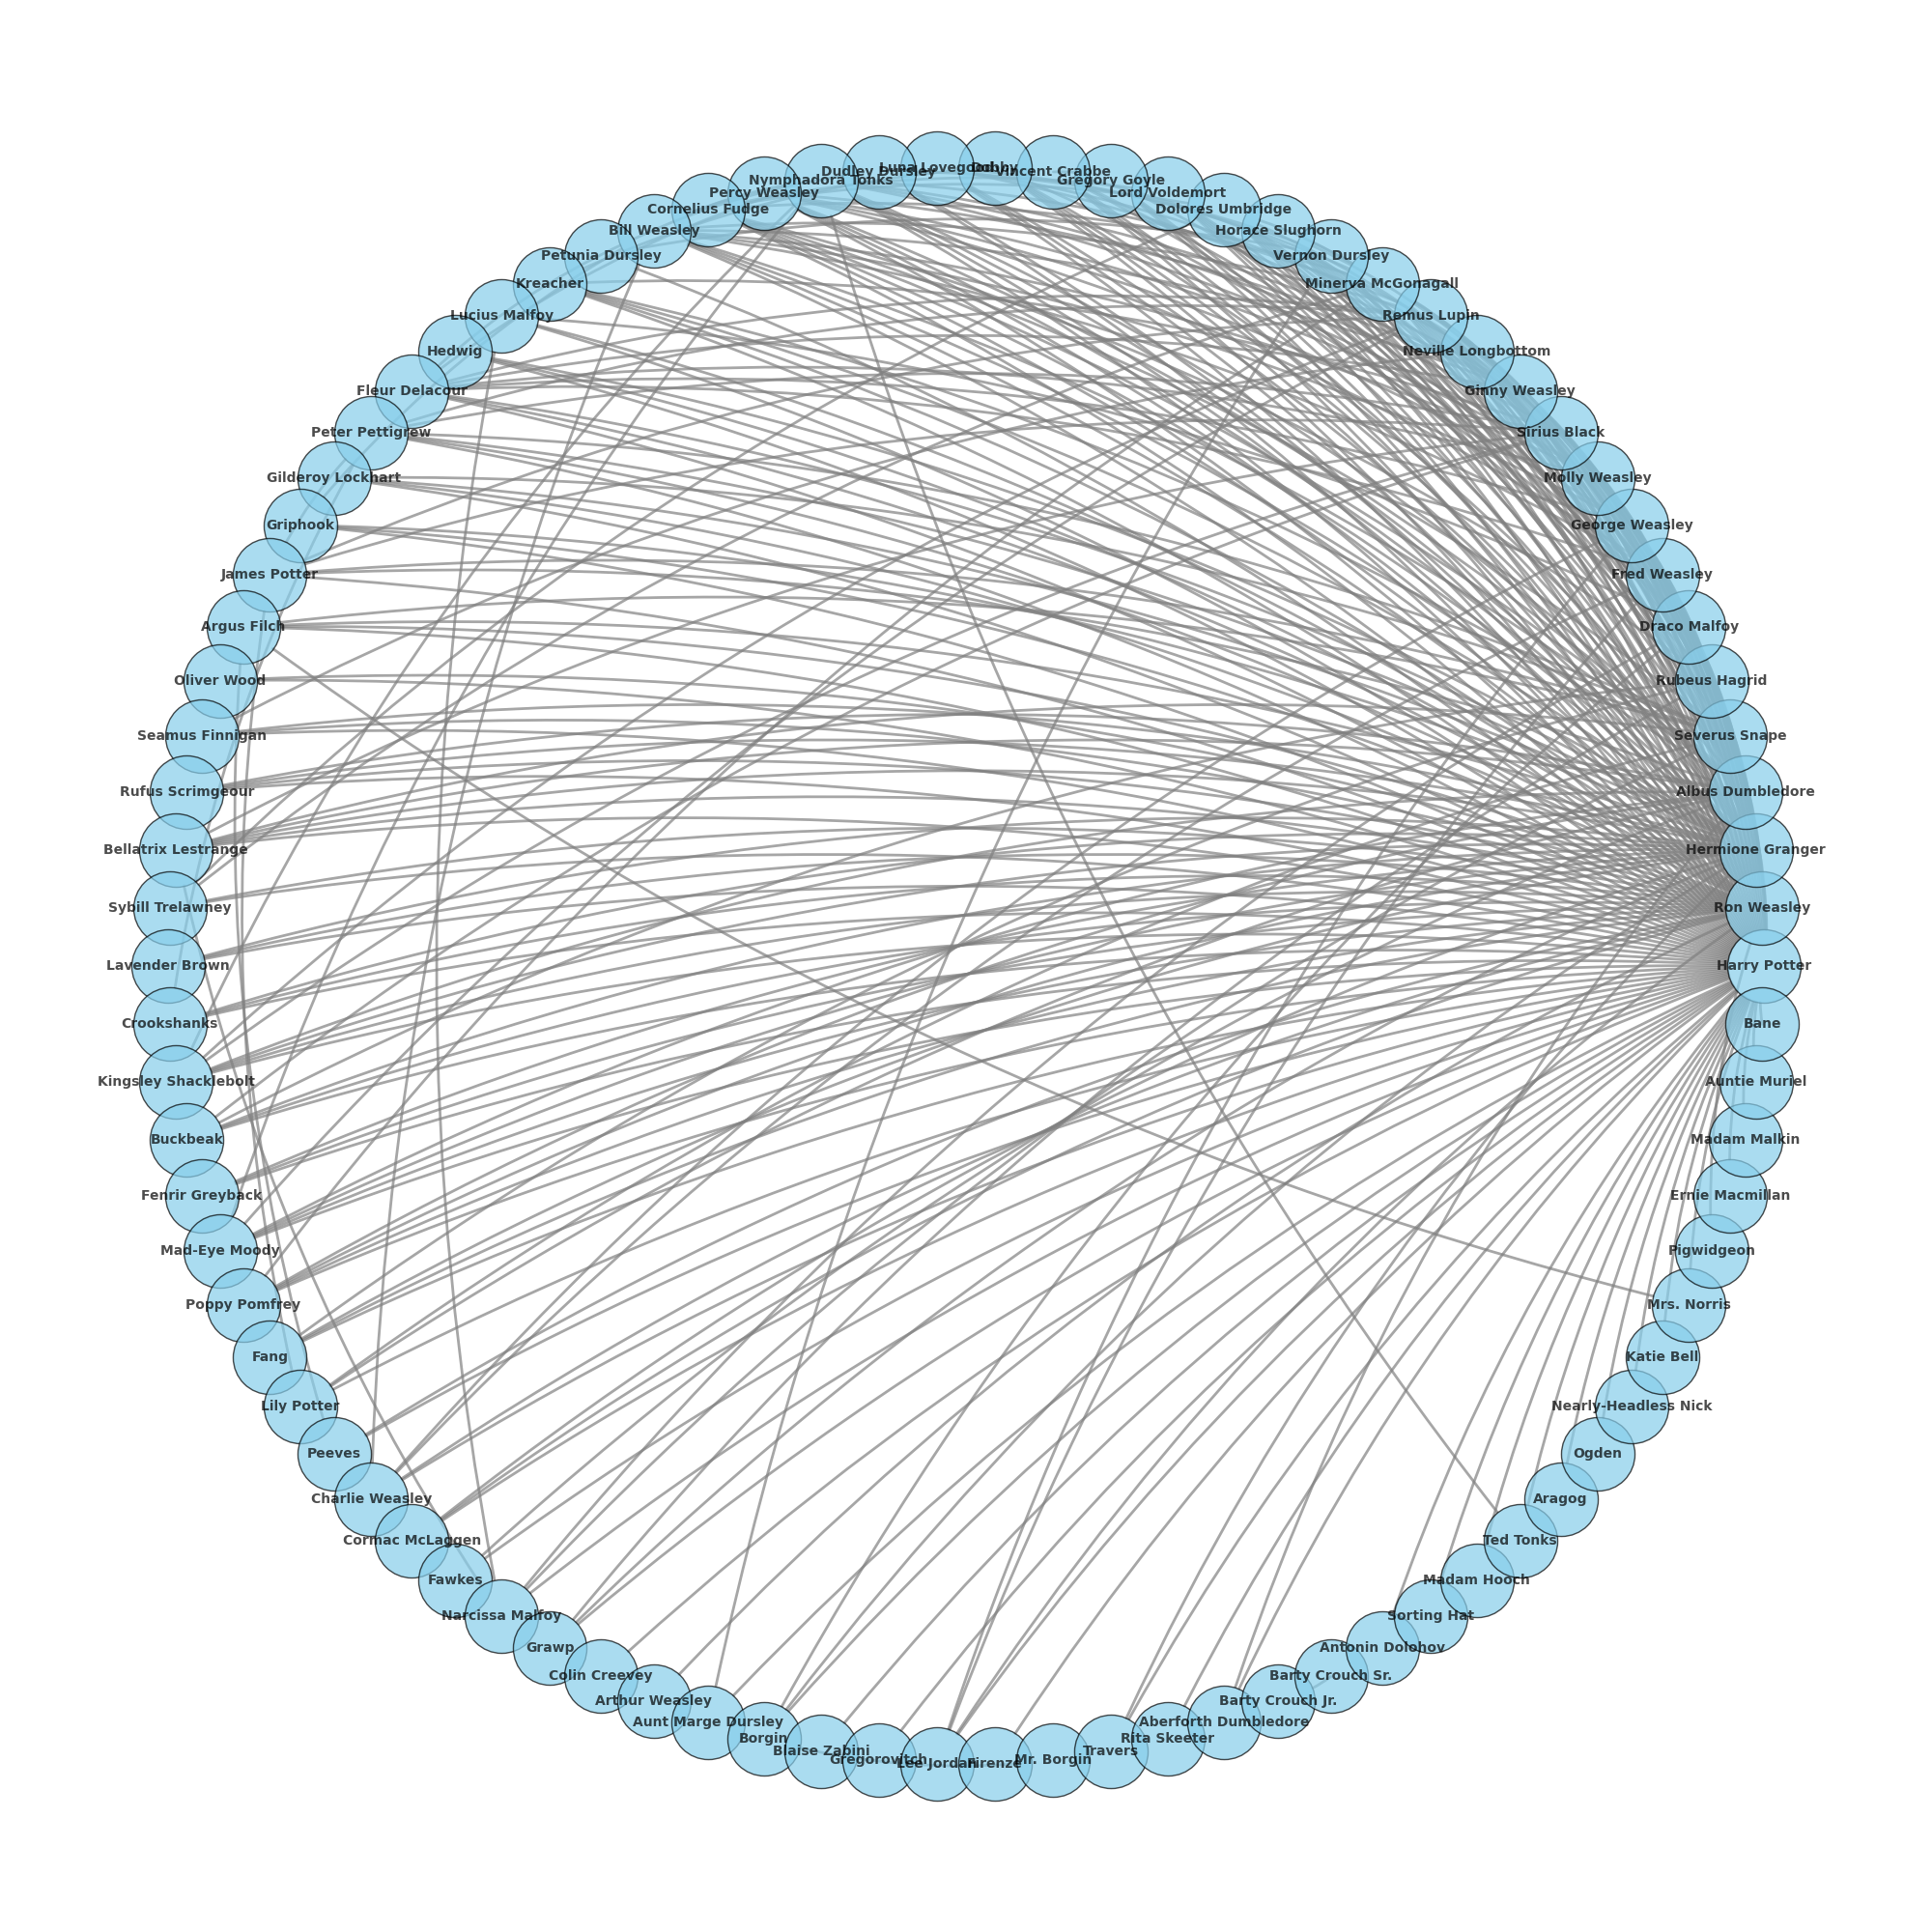 Luna Lovegood
Dobby
Vincent Crabbe
Dudley Dursley
Gregory Goyle
Nymphadora Tonks
Lord Voldemort
Percy Weasley
Dolores Umbridge
Cornelius Fudge
Horace Slughorn
Bill Weasley
Vernon Dursley
Petunia Dursley
Minerva McGonagall
Kreacher
Remus Lupin
Lucius Malfoy
Neville Longbottom
Hedwig
Ginny Weasley
Fleur Delacour
Sirius Black
Peter Pettigrew
Molly Weasley
Gilderoy Lockhart
George Weasley
Griphook
Fred Weasley
James Potter
Draco Malfoy
Argus Filch
Rubeus Hagrid
Oliver Wood
Severus Snape
Seamus Finnigan
Albus Dumbledore
Rufus Scrimgeour
Hermione Granger
Bellatrix Lestrange
Ron Weasley
Sybill Trelawney
Harry Potter
Lavender Brown
Bane
Crookshanks
Auntie Muriel
Kingsley Shacklebolt
Madam Malkin
Buckbeak
Ernie Macmillan
Fenrir Greyback
Pigwidgeon
Mad-Eye Moody
Mrs. Norris
Poppy Pomfrey
Katie Bell
Fang
Nearly-Headless Nick
Lily Potter
Ogden
Peeves
Aragog
Charlie Weasley
Ted Tonks
Cormac McLaggen
Madam Hooch
Fawkes
Sorting Hat
Narcissa Malfoy
Antonin Dolohov
Grawp
Barty Crouch Sr.
Colin Creevey
Barty Crouch Jr.
Arthur Weasley
Aberforth Dumbledore
Aunt Marge Dursley
Rita Skeeter
Borgin
Travers
Blaise Zabini
Mr. Borgin
Gregorovitch
Firenze
Lee Jordan